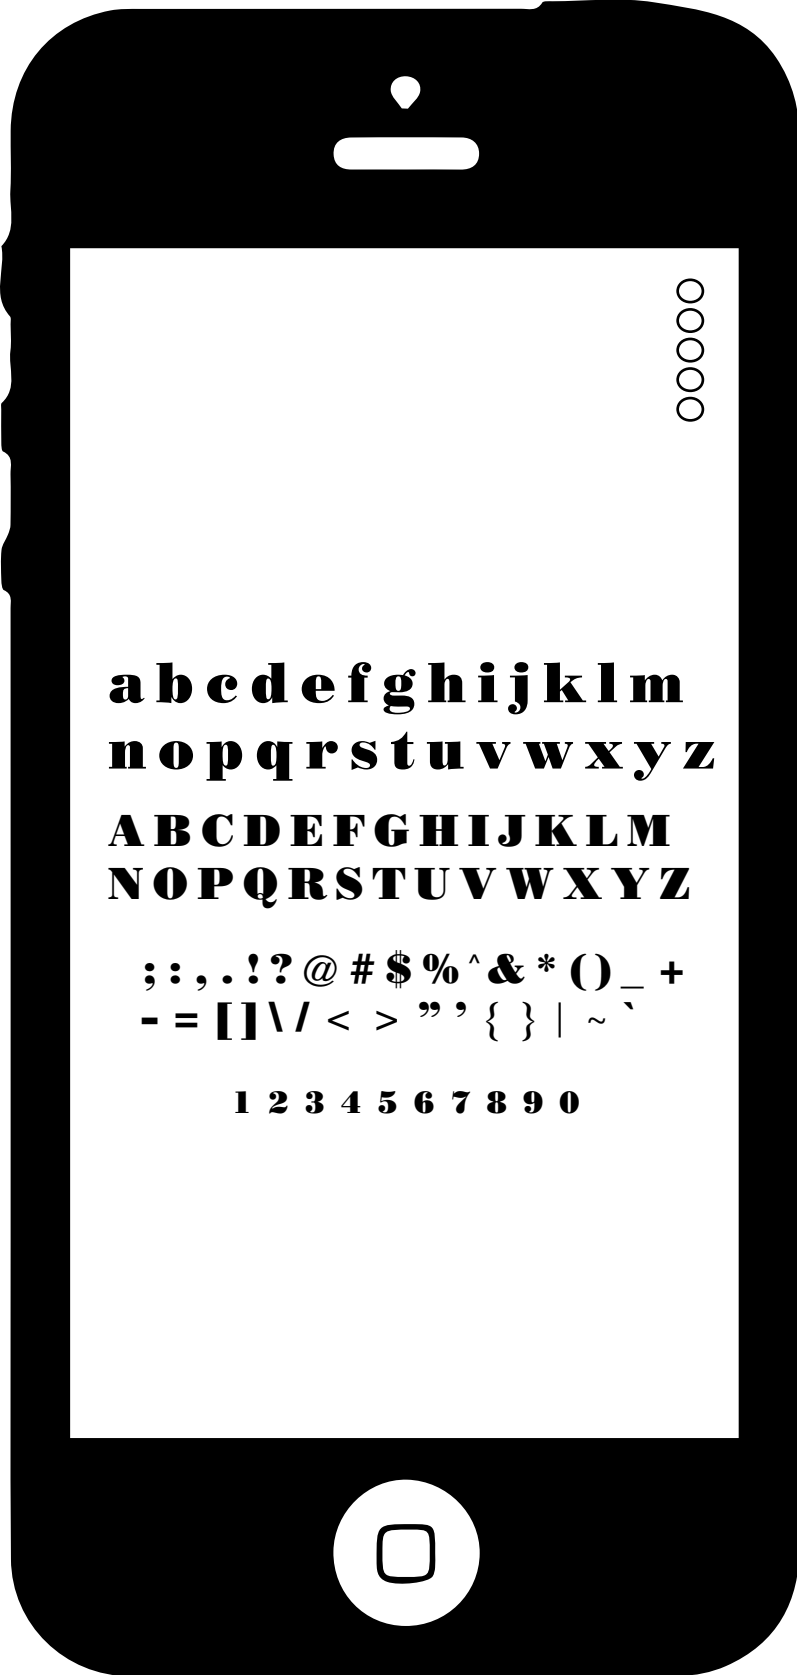 a b c d e f g h i j k l m
n o p q r s t u v w x y z
A B C D E F G H I J K L M
N O P Q R S T U V W X Y Z
; : , . ! ? @ # $ % ^ & * ( ) _ +
- = [ ] \ / < > ” ’ { } | ~ `
1 2 3 4 5 6 7 8 9 0